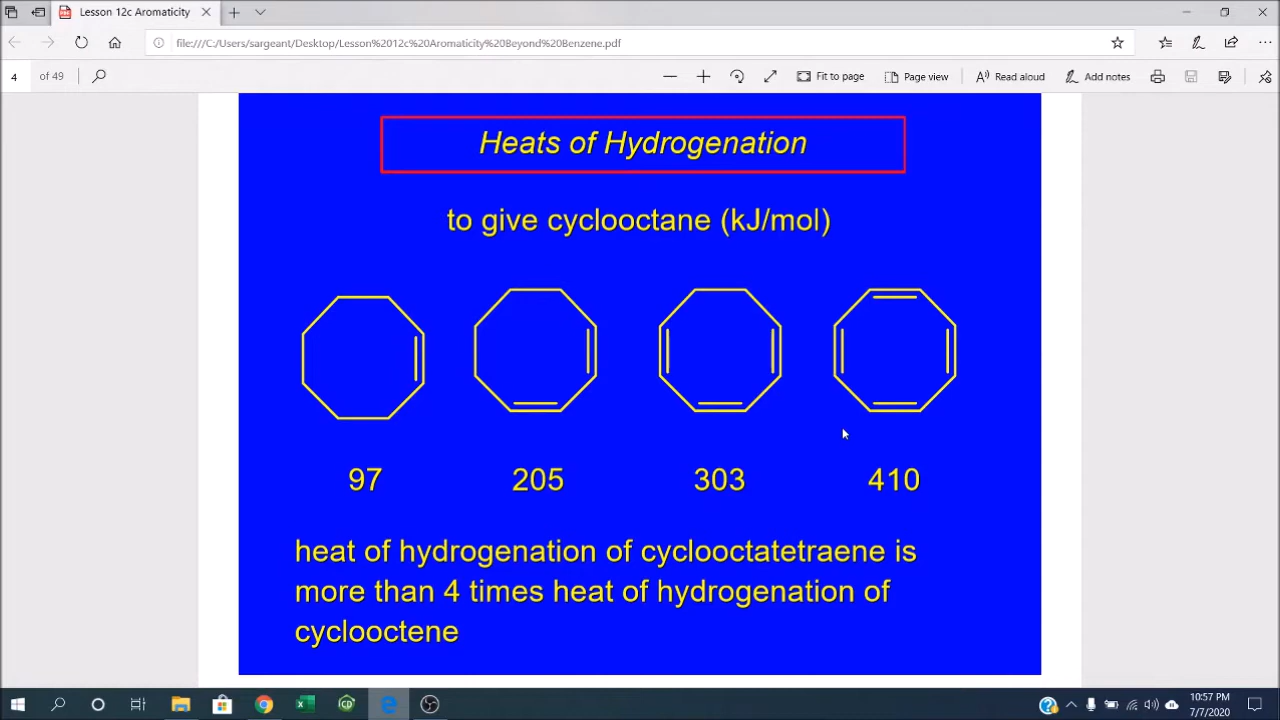 Lesson 12c Aromaticity
file:///C:/Users/sargeant/Desktop/Lesson%2012c%20Aromaticity%20Beyond%20Benzene.pdf
4 of 49
Fit to page
Page view
Read aloud
Add notes
Heats of Hydrogenation
to give cyclooctane (kJ/mol)
97 205 303 410
heat of hydrogenation of cyclooctatetraene is
more than 4 times heat of hydrogenation of
cyclooctene
10:57 PM
7/7/2020